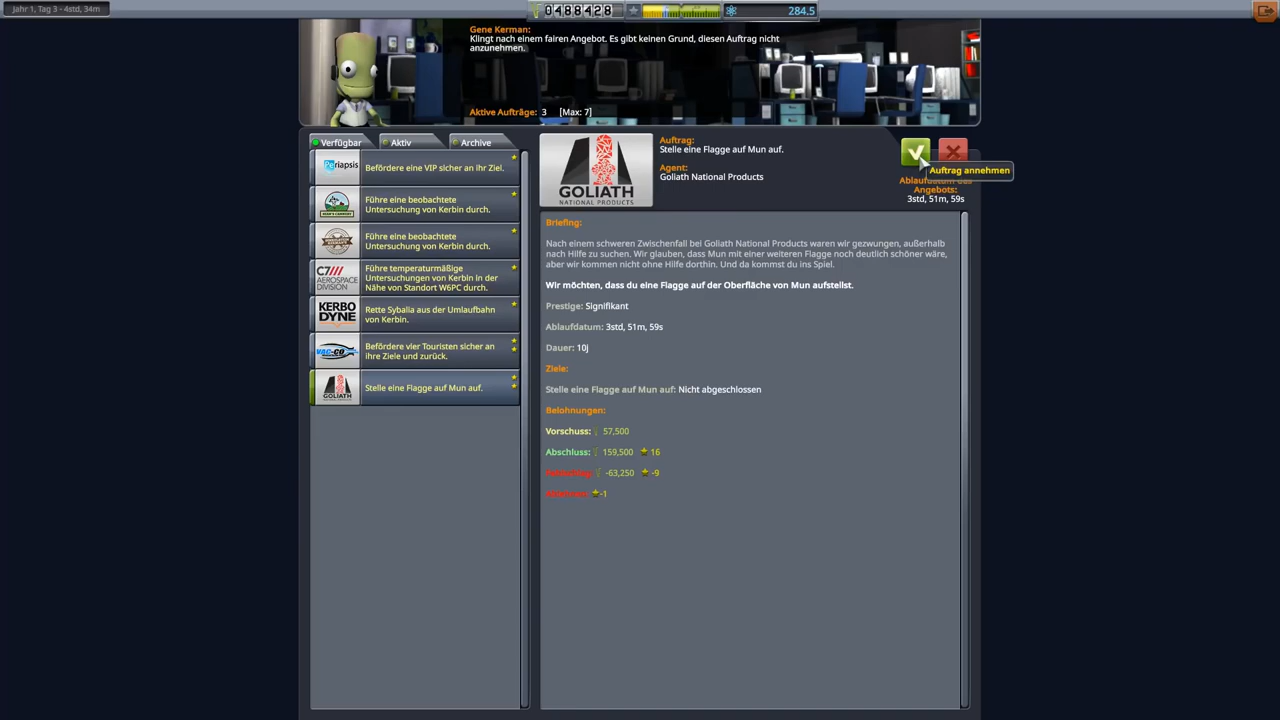 Jahr 1, Tag 3 - 4std, 34m
0488428
284.5
Gene Kerman:
Klingt nach einem fairen Angebot. Es gibt keinen Grund, diesen Auftrag nicht
anzunehmen.
Aktive Aufträge: 3 [Max: 7]
Verfügbar
Aktiv
Archive
Periapsis
Befördere eine VIP sicher an ihr Ziel.
Führe eine beobachtete
Untersuchung von Kerbin durch.
Führe eine beobachtete
Untersuchung von Kerbin durch.
C7
AEROSPACE
DIVISION
Führe temperaturmäßige
Untersuchungen von Kerbin in der
Nähe von Standort W6PC durch.
KERBO
DYNE
Rette Sybalia aus der Umlaufbahn
von Kerbin.
VAC-CO
Befördere vier Touristen sicher an
ihre Ziele und zurück.
GOLIATH
Stelle eine Flagge auf Mun auf.
GOLIATH
NATIONAL PRODUCTS
Auftrag:
Stelle eine Flagge auf Mun auf.
Agent:
Goliath National Products
Auftrag annehmen
Ablaufdatum des
Angebots:
3std, 51m, 59s
Briefing:
Nach einem schweren Zwischenfall bei Goliath National Products waren wir gezwungen, außerhalb
nach Hilfe zu suchen. Wir glauben, dass Mun mit einer weiteren Flagge noch deutlich schöner wäre,
aber wir kommen nicht ohne Hilfe dorthin. Und da kommst du ins Spiel.
Wir möchten, dass du eine Flagge auf der Oberfläche von Mun aufstellst.
Prestige: Signifikant
Ablaufdatum: 3std, 51m, 59s
Dauer: 10j
Ziele:
Stelle eine Flagge auf Mun auf: Nicht abgeschlossen
Belohnungen:
Vorschuss: 57,500
Abschluss: 159,500 16
-63,250 -9
-1